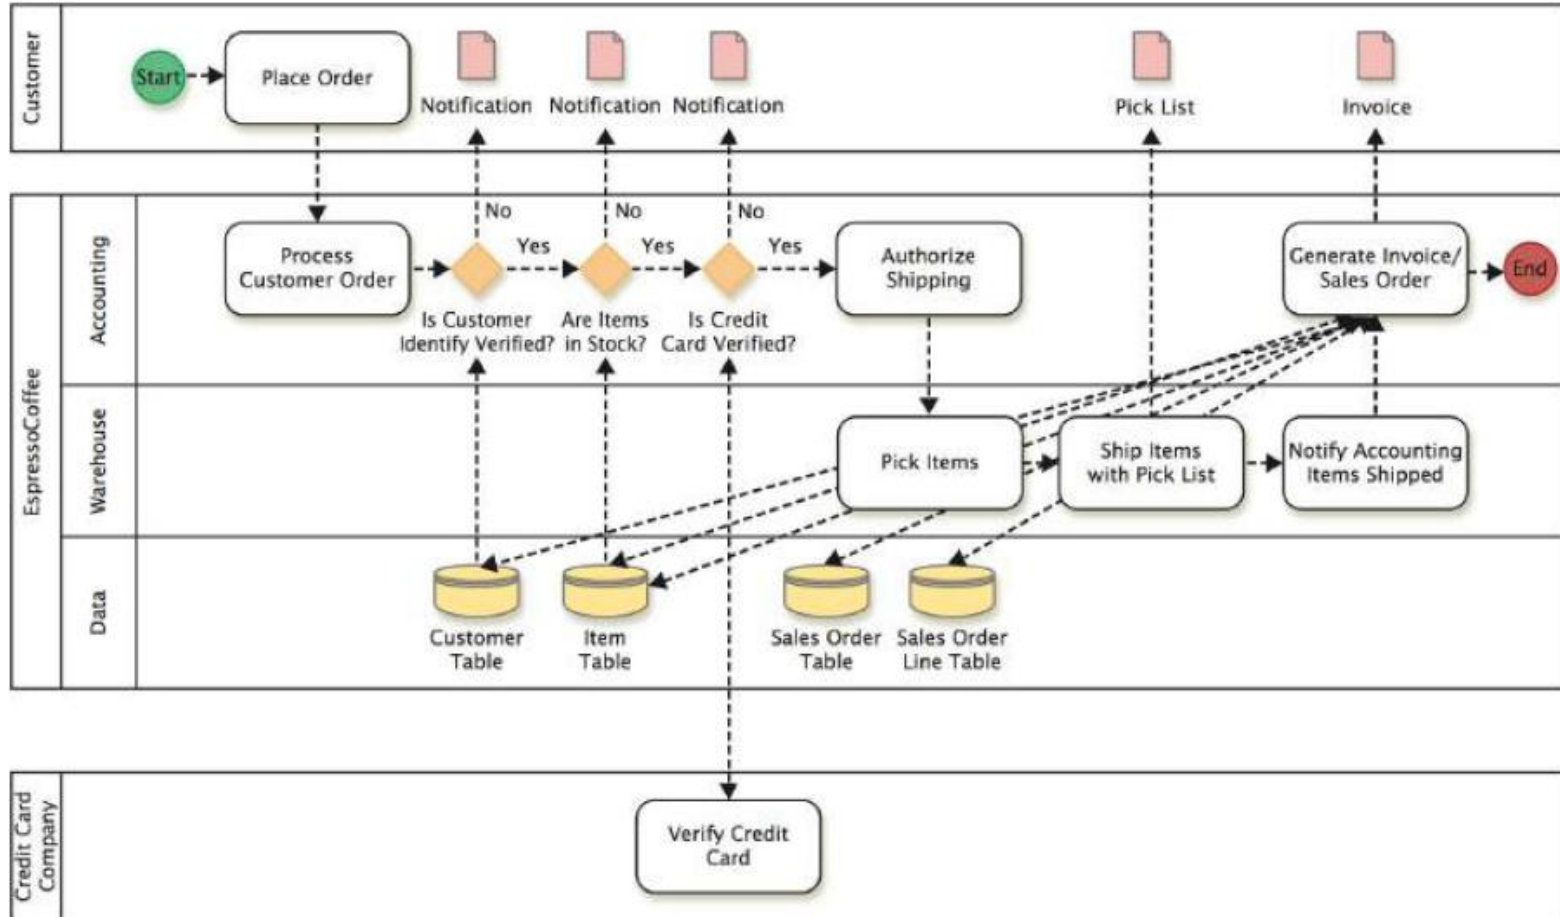 Customer
Start
Place Order
Notification
Notification
Notification
Pick List
Invoice
EspressoCoffee
Accounting
No
No
No
Process
Customer Order
Yes
Yes
Yes
Authorize
Shipping
Generate Invoice/
Sales Order
End
Is Customer
Identify Verified?
Are Items
in Stock?
Is Credit
Card Verified?
Warehouse
Pick Items
Ship Items
with Pick List
Notify Accounting
Items Shipped
Data
Customer
Table
Item
Table
Sales Order
Table
Sales Order
Line Table
Credit Card
Company
Verify Credit
Card